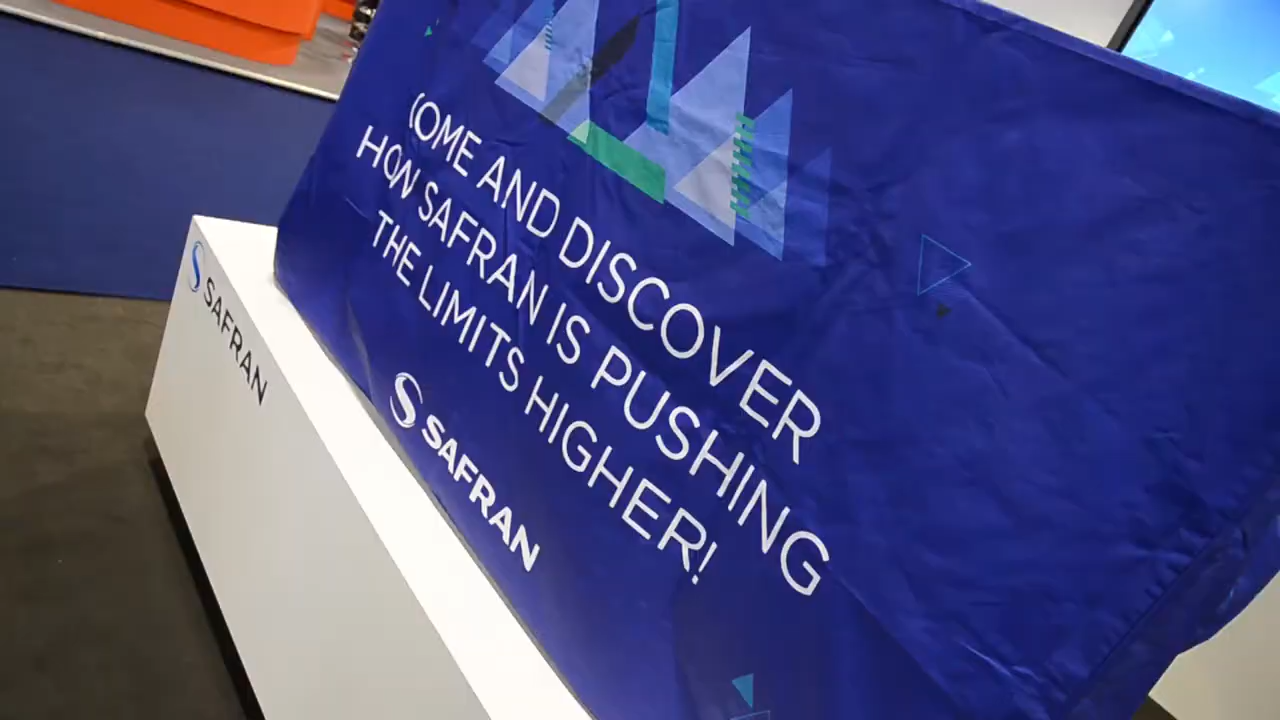 COME AND DISCOVER
HOW SAFRAN IS PUSHING
THE LIMITS HIGHER!
SAFRAN
SAFRAN